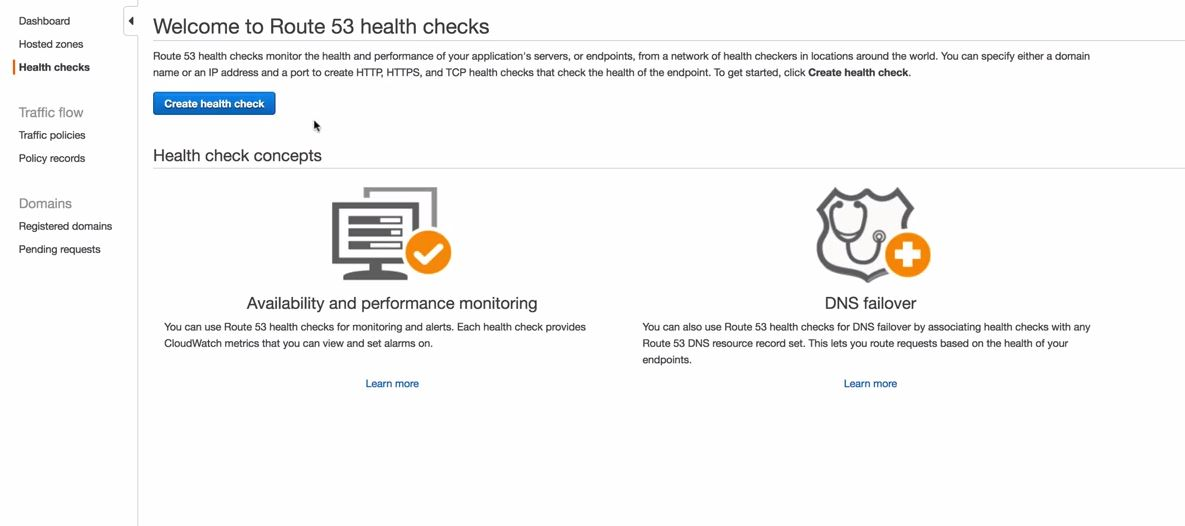 Dashboard
Hosted zones
Health checks
Traffic flow
Traffic policies
Policy records
Domains
Registered domains
Pending requests
Welcome to Route 53 health checks
Route 53 health checks monitor the health and performance of your application's servers, or endpoints, from a network of health checkers in locations around the world. You can specify either a domain
name or an IP address and a port to create HTTP, HTTPS, and TCP health checks that check the health of the endpoint. To get started, click Create health check.
Create health check
Health check concepts
Availability and performance monitoring
You can use Route 53 health checks for monitoring and alerts. Each health check provides
CloudWatch metrics that you can view and set alarms on.
Learn more
DNS failover
You can also use Route 53 health checks for DNS failover by associating health checks with any
Route 53 DNS resource record set. This lets you route requests based on the health of your
endpoints.
Learn more